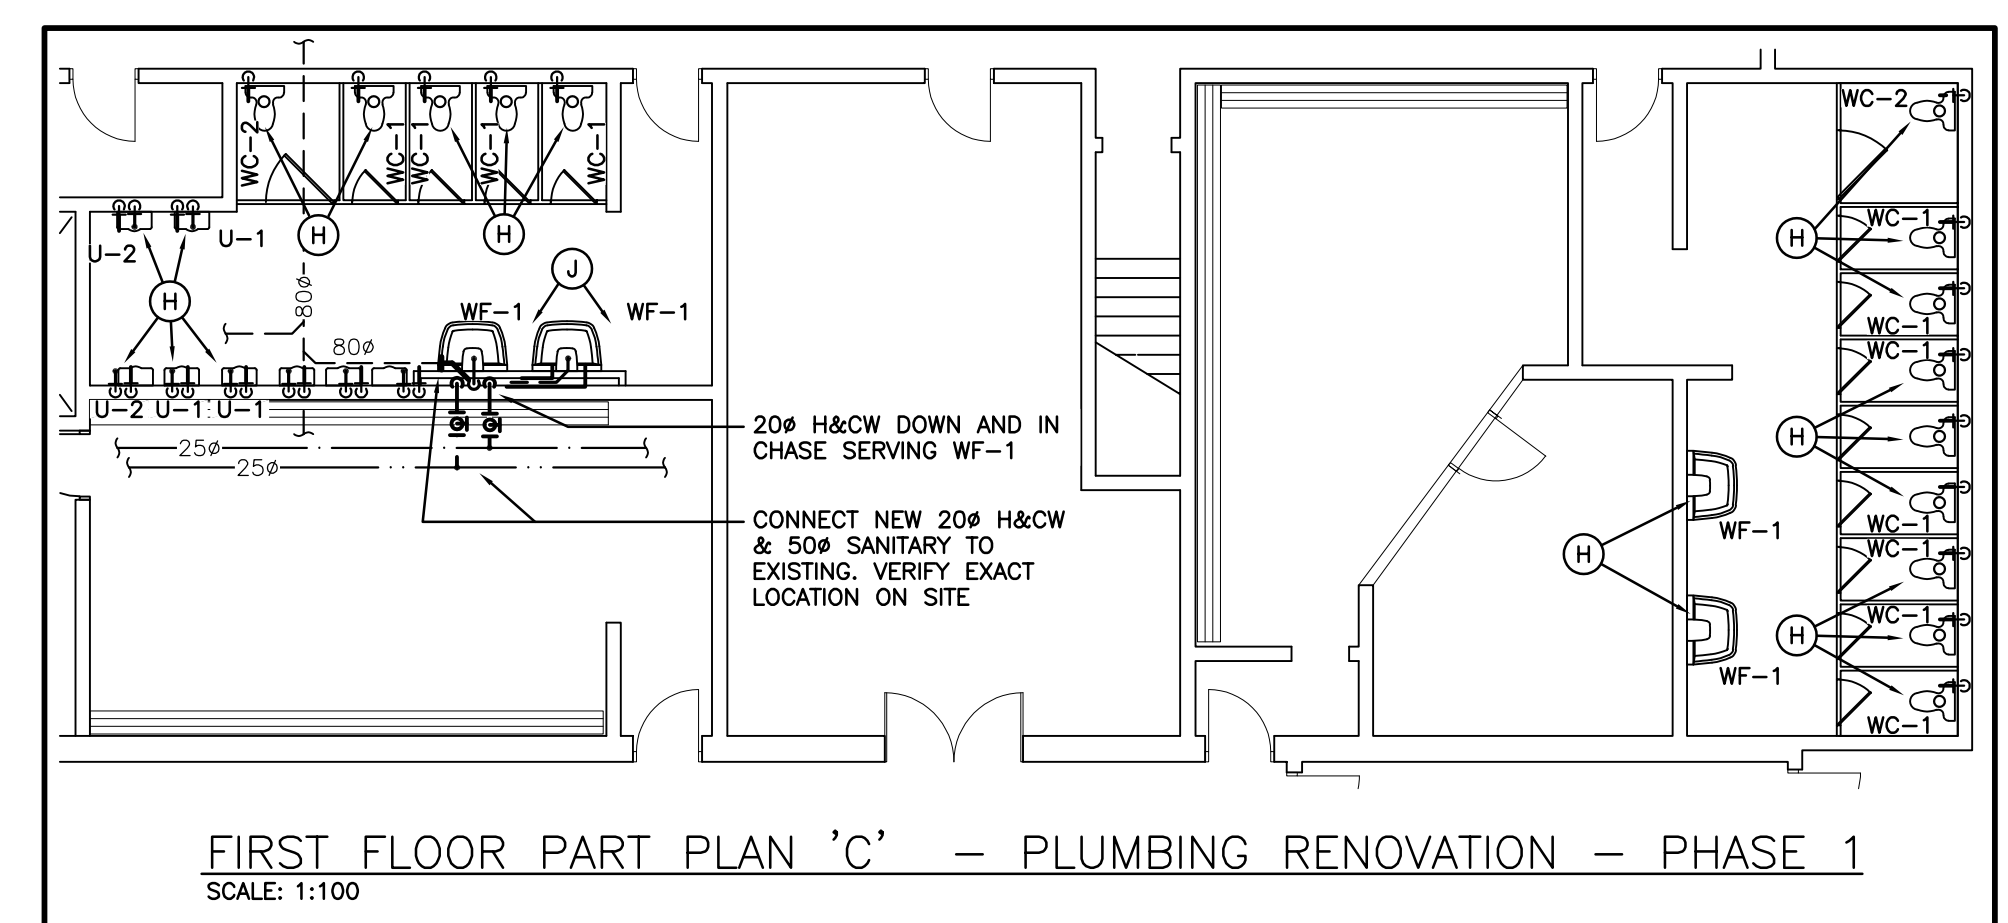 WC-2
WC-1
WC-1
WC-1
WC-1
H
H
U-2
U-1
H
J
WF-1
WF-1
80ø
80ø
U-2
U-1
U-1
25ø
25ø
20ø H&CW DOWN AND IN
CHASE SERVING WF-1
CONNECT NEW 20ø H&CW
& 50ø SANITARY TO
EXISTING. VERIFY EXACT
LOCATION ON SITE
WC-2
WC-1
H
WC-1
WC-1
H
WC-1
WC-1
WF-1
H
WC-1
WC-1
H
WF-1
WC-1
FIRST FLOOR PART PLAN 'C' - PLUMBING RENOVATION - PHASE 1
SCALE: 1:100